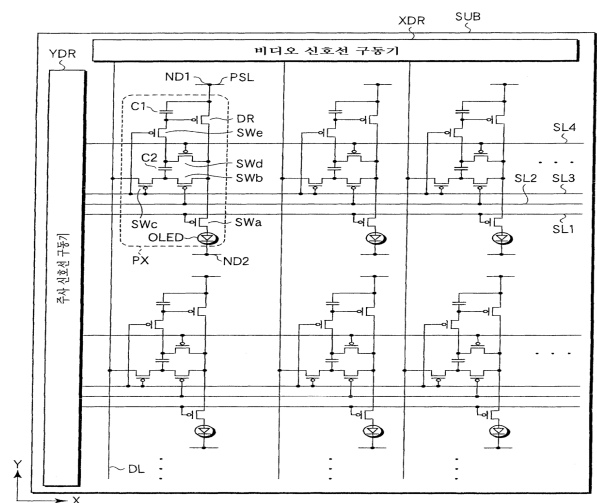 XDR SUB
YDR
비디오 신호선 구동기
ND1 PSL
C1
DR
SWe
SL4
C2
SWd
SWb
SL2 SL3
SWc
SWa
SL1
OLED
PX
ND2
주사 신호선 구동기
DL
Y
X